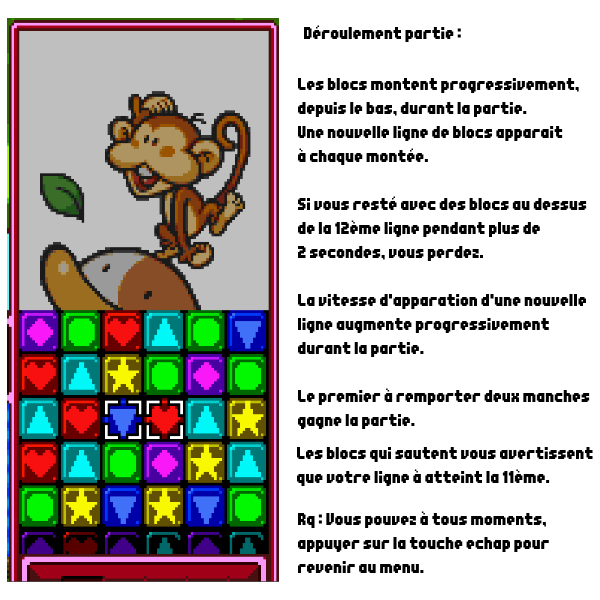 Déroulement partie :
Les blocs montent progressivement,
depuis le bas, durant la partie.
Une nouvelle ligne de blocs apparait
à chaque montée.
Si vous resté avec des blocs au dessus
de la 12ème ligne pendant plus de
2 secondes, vous perdez.
La vitesse d'apparation d'une nouvelle
ligne augmente progressivement
durant la partie.
Le premier à remporter deux manches
gagne la partie.
Les blocs qui sautent vous avertissent
que votre ligne à atteint la 11ème.
Rq : Vous pouvez à tous moments,
appuyer sur la touche echap pour
revenir au menu.